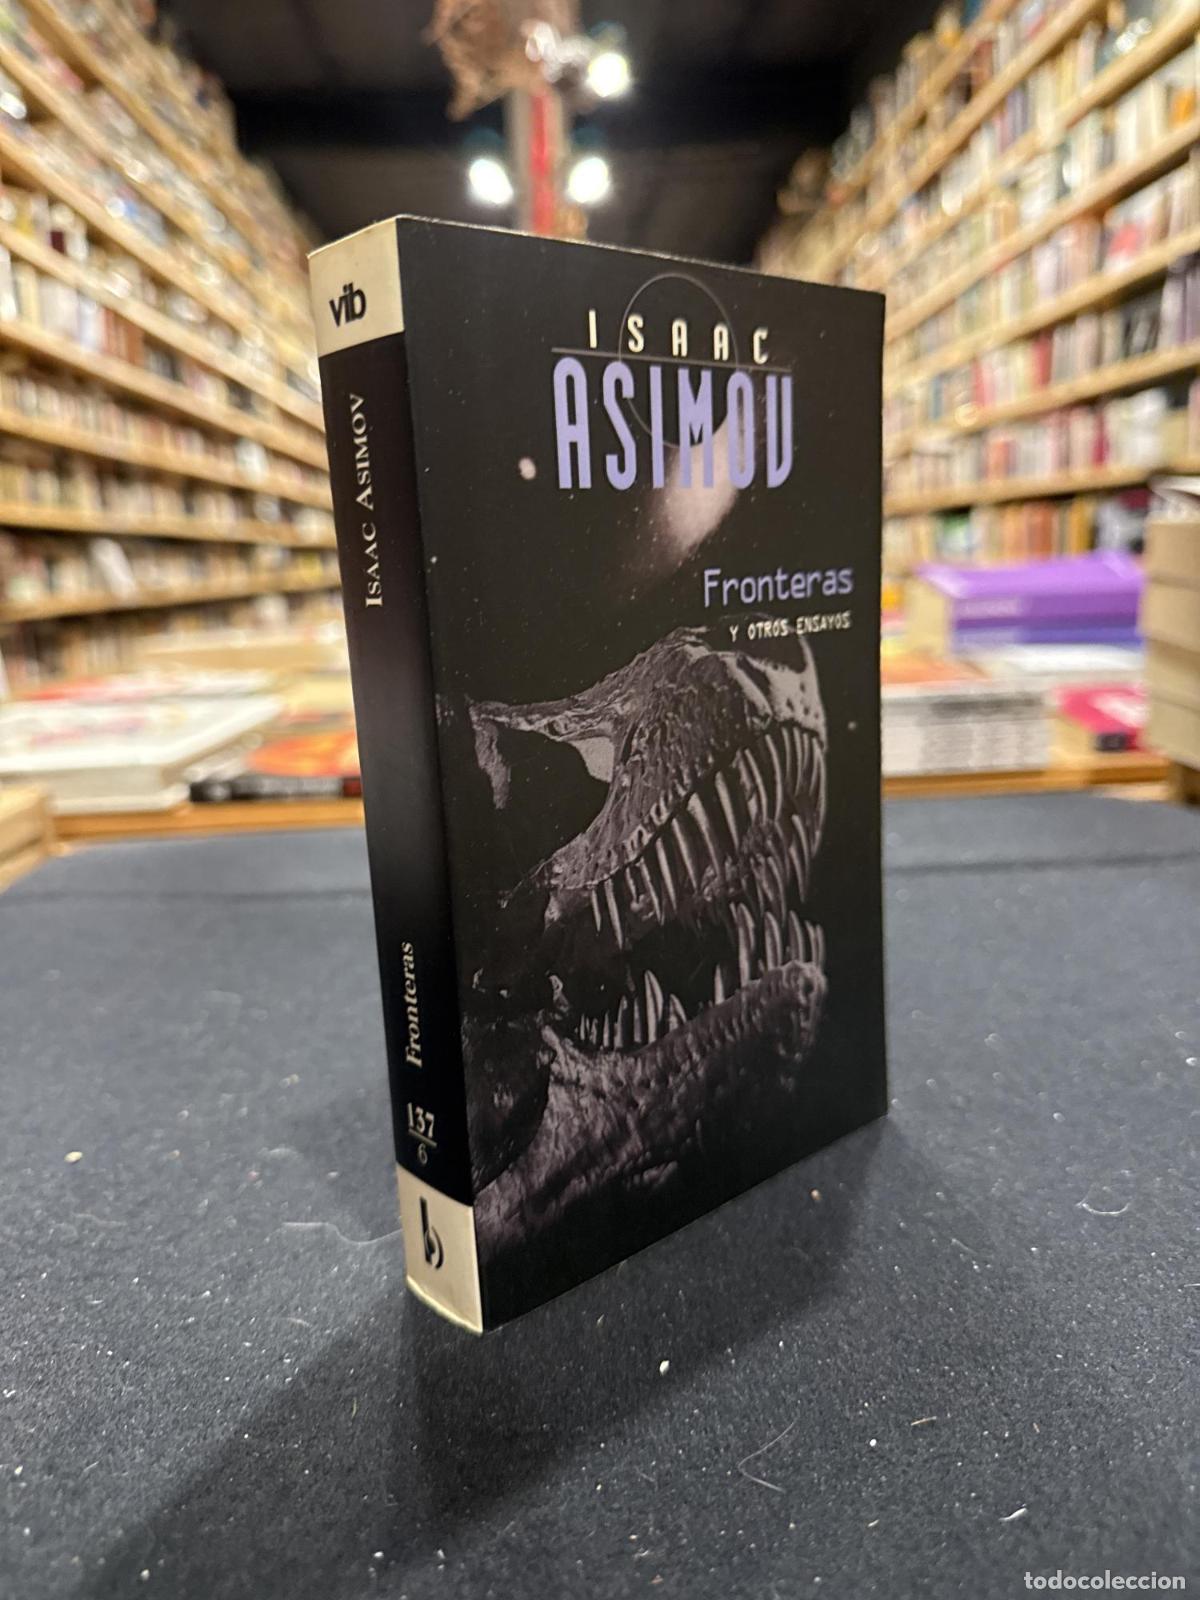 vib
ISAAC ASIMOV
Fronteras
137
6
b
ISAAC
ASIMOV
Fronteras
Y OTROS ENSAYOS
todocoleccion